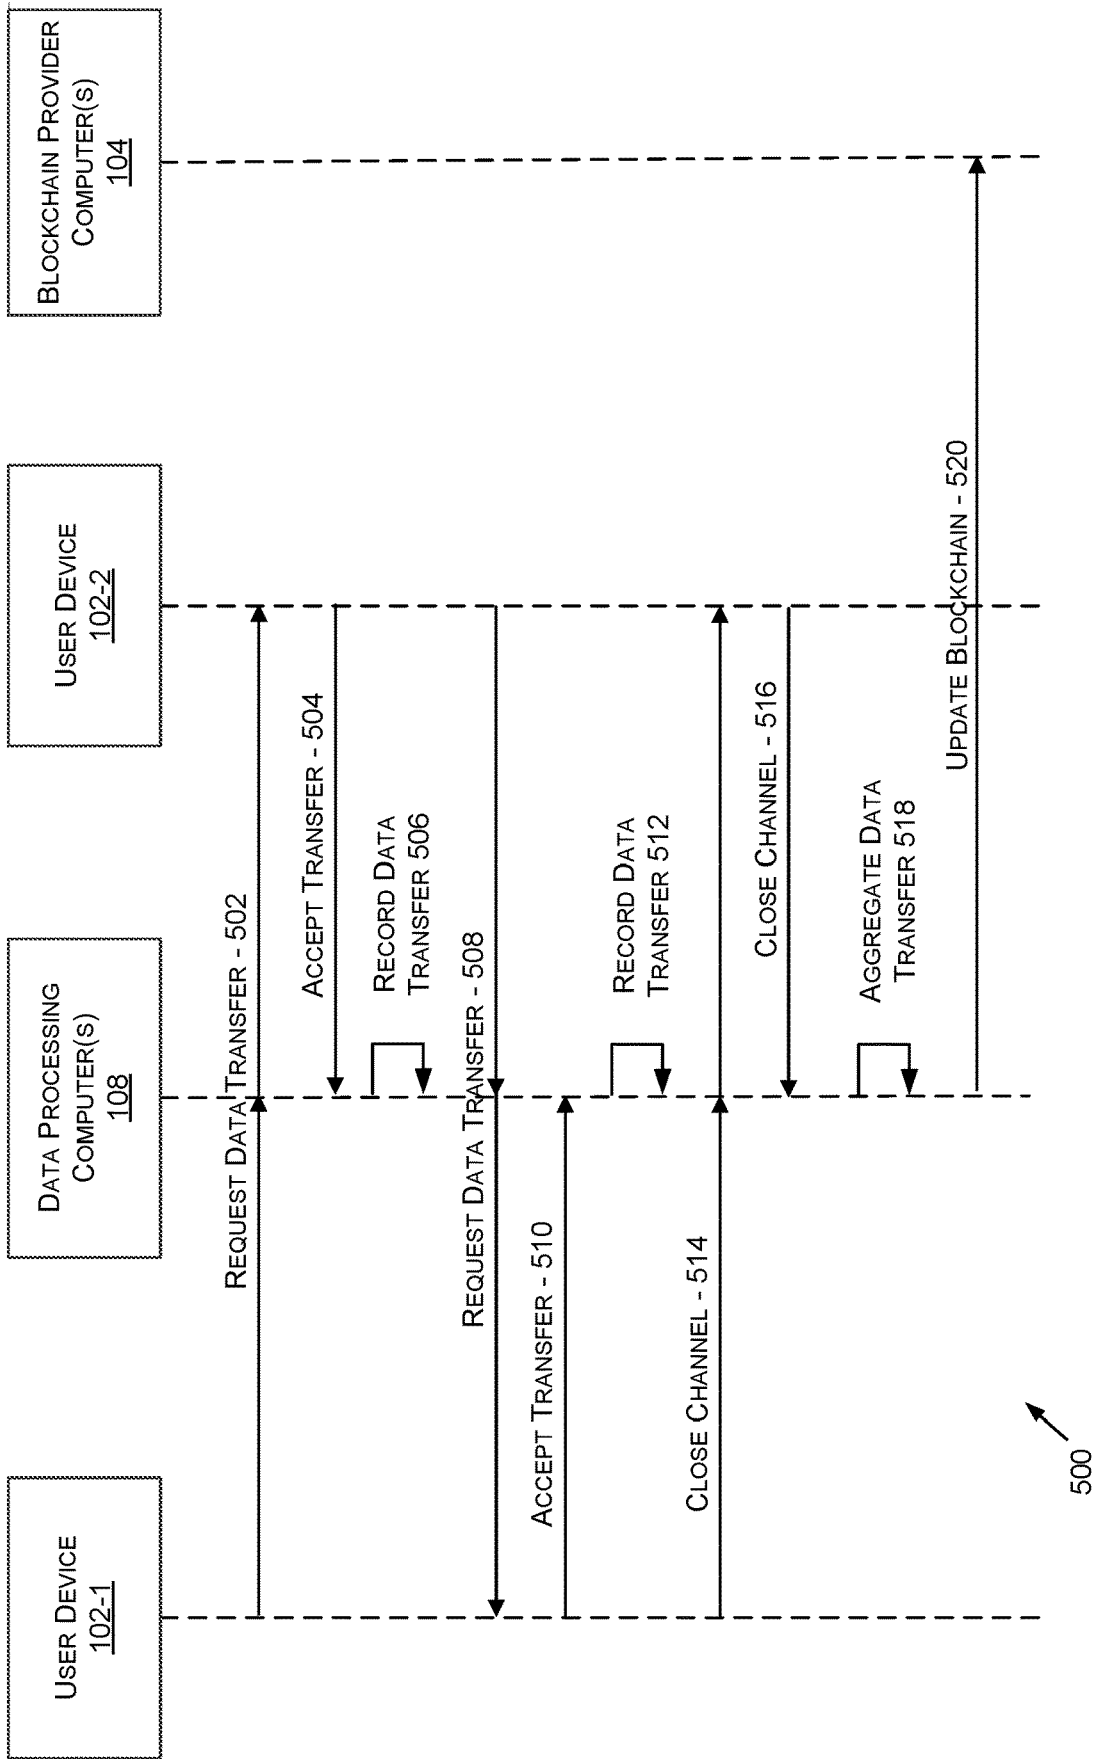 USER DEVICE
102-1
DATA PROCESSING
COMPUTER(S)
108
USER DEVICE
102-2
BLOCKCHAIN PROVIDER
COMPUTER(S)
104
REQUEST DATA TRANSFER - 502
ACCEPT TRANSFER - 504
RECORD DATA
TRANSFER 506
REQUEST DATA TRANSFER - 508
ACCEPT TRANSFER - 510
RECORD DATA
TRANSFER 512
CLOSE CHANNEL - 514
CLOSE CHANNEL - 516
AGGREGATE DATA
TRANSFER 518
UPDATE BLOCKCHAIN - 520
500